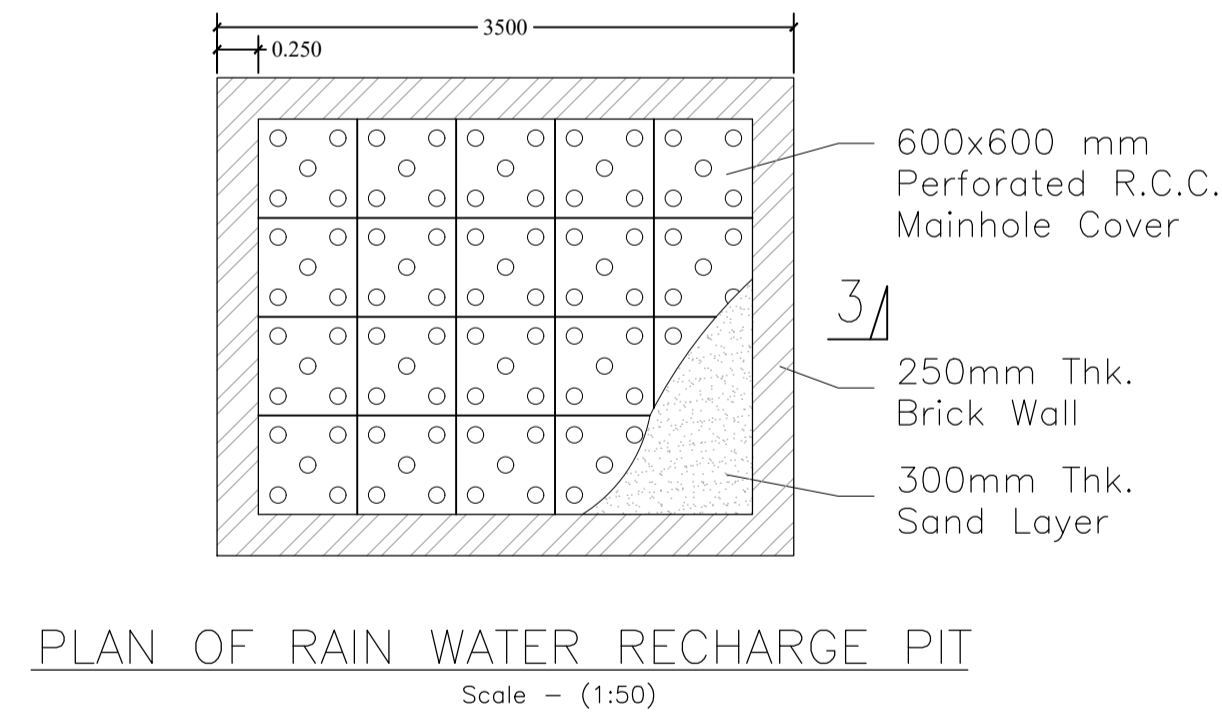 3500
0.250
600x600 mm
Perforated R.C.C.
Mainhole Cover
3
250mm Thk.
Brick Wall
300mm Thk.
Sand Layer
PLAN OF RAIN WATER RECHARGE PIT
Scale - (1:50)